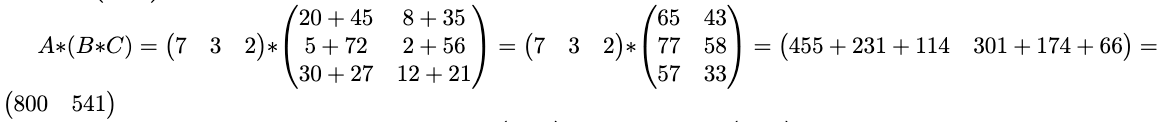 A*(B*C) = (7 3 2)*(20 + 45 8 + 35
5 + 72 2 + 56
30 + 27 12 + 21) = (7 3 2)*(65 43
77 58
57 33) = (455 + 231 + 114 301 + 174 + 66) =
(800 541)